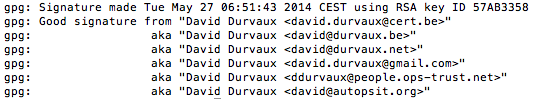 gpg: Signature made Tue May 27 06:51:43 2014 CEST using RSA key ID 57AB3358
gpg: Good signature from "David Durvaux <david.durvaux@cert.be>"
gpg:                 aka "David Durvaux <david@durvaux.be>"
gpg:                 aka "David Durvaux <david@durvaux.net>"
gpg:                 aka "David Durvaux <david.durvaux@gmail.com>"
gpg:                 aka "David Durvaux <ddurvaux@people.ops-trust.net>"
gpg:                 aka "David Durvaux <david@autopsit.org>"